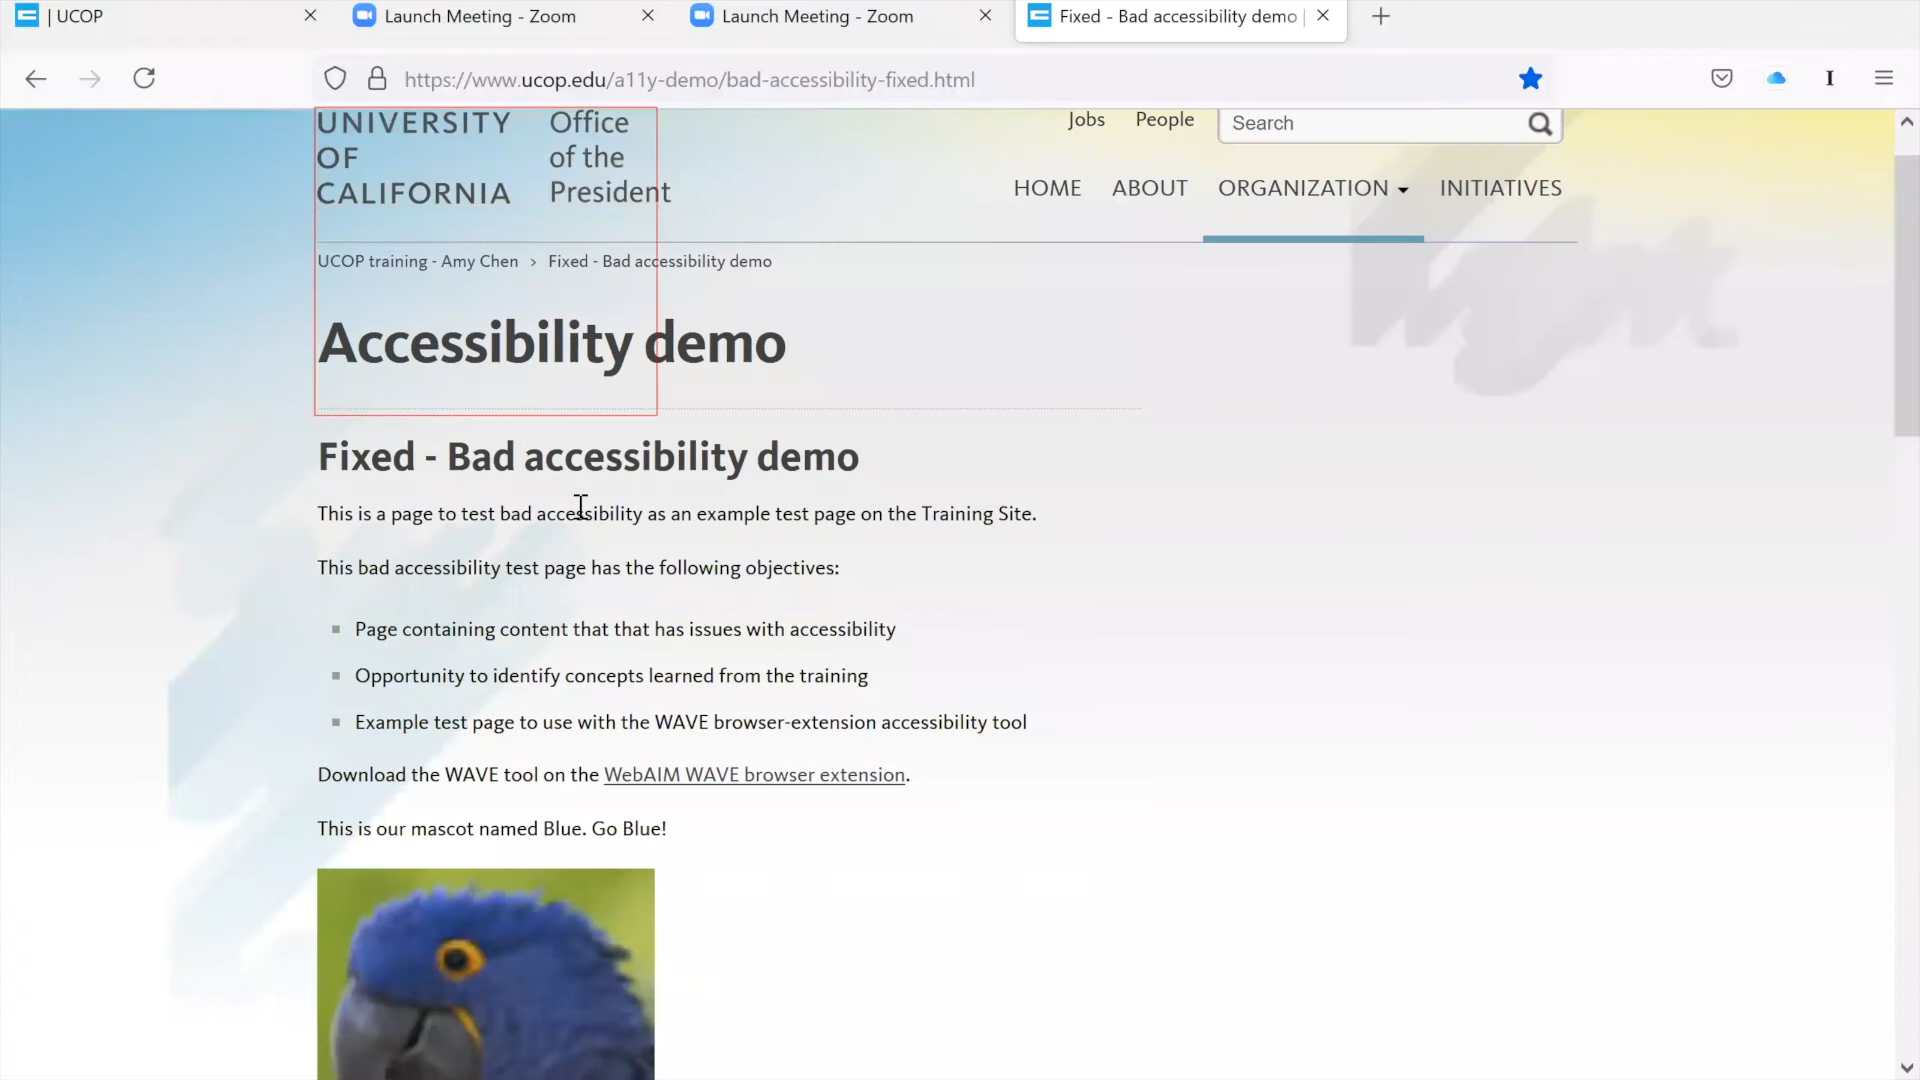 | UCOP
Launch Meeting - Zoom
Launch Meeting - Zoom
Fixed - Bad accessibility demo |
https://www.ucop.edu/a11y-demo/bad-accessibility-fixed.html
UNIVERSITY
OF
CALIFORNIA
Office
of the
President
Jobs
People
Search
HOME
ABOUT
ORGANIZATION
INITIATIVES
UCOP training - Amy Chen › Fixed - Bad accessibility demo
Accessibility demo
Fixed - Bad accessibility demo
This is a page to test bad accessibility as an example test page on the Training Site.
This bad accessibility test page has the following objectives:
Page containing content that that has issues with accessibility
Opportunity to identify concepts learned from the training
Example test page to use with the WAVE browser-extension accessibility tool
Download the WAVE tool on the WebAIM WAVE browser extension.
This is our mascot named Blue. Go Blue!